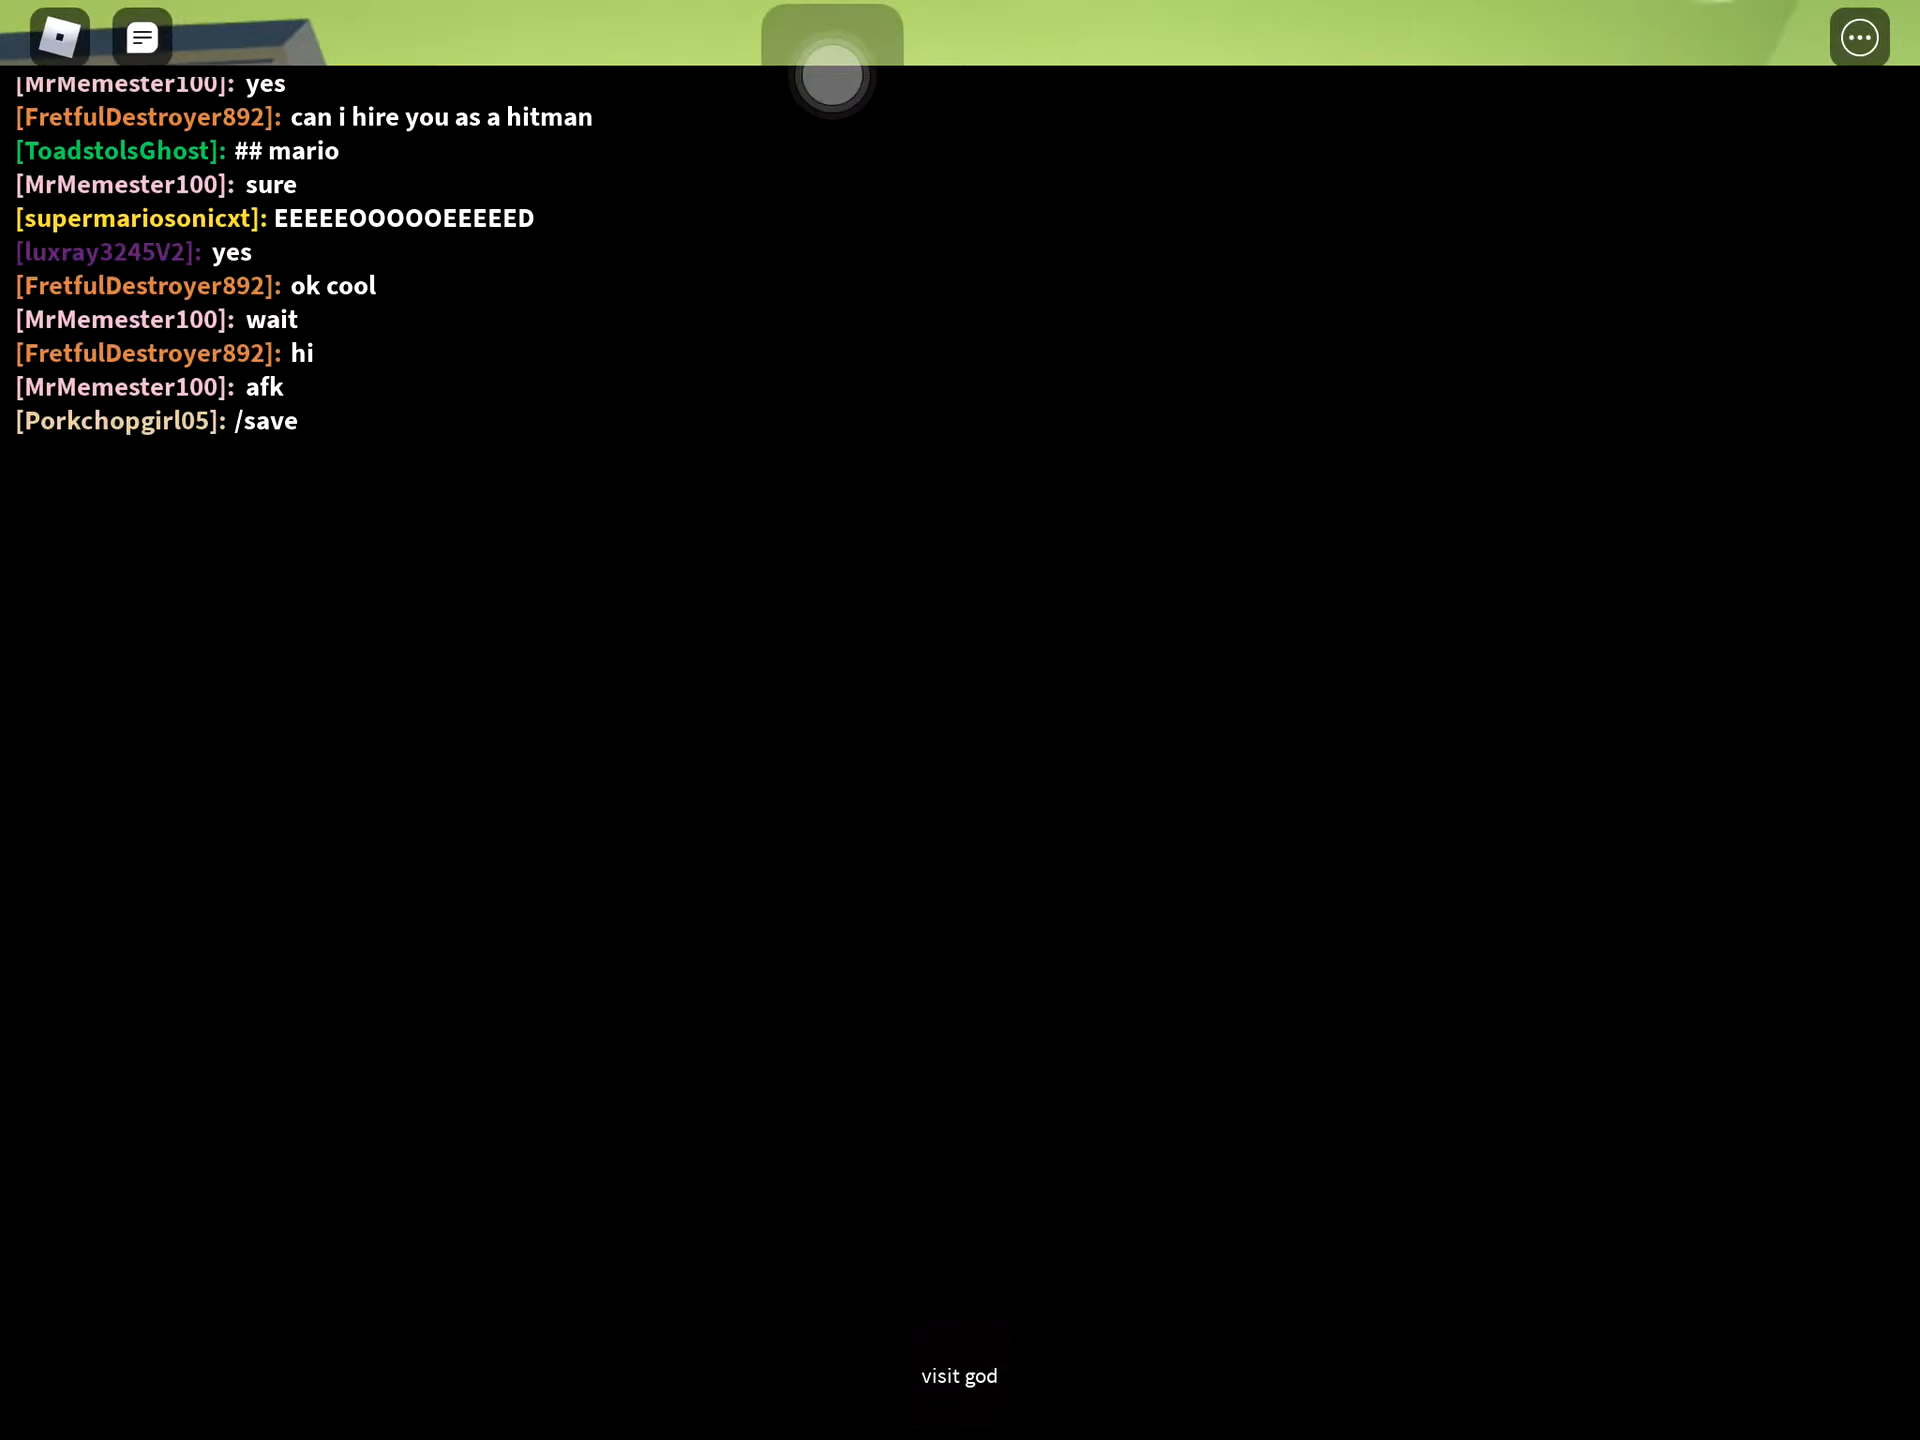 [MrMemester100]: yes
[FretfulDestroyer892]: can i hire you as a hitman
[ToadstolsGhost]: ## mario
[MrMemester100]: sure
[supermariosonicxt]: EEEEEOOOOOEEEEED
[luxray3245V2]: yes
[FretfulDestroyer892]: ok cool
[MrMemester100]: wait
[FretfulDestroyer892]: hi
[MrMemester100]: afk
[Porkchopgirl05]: /save
visit god